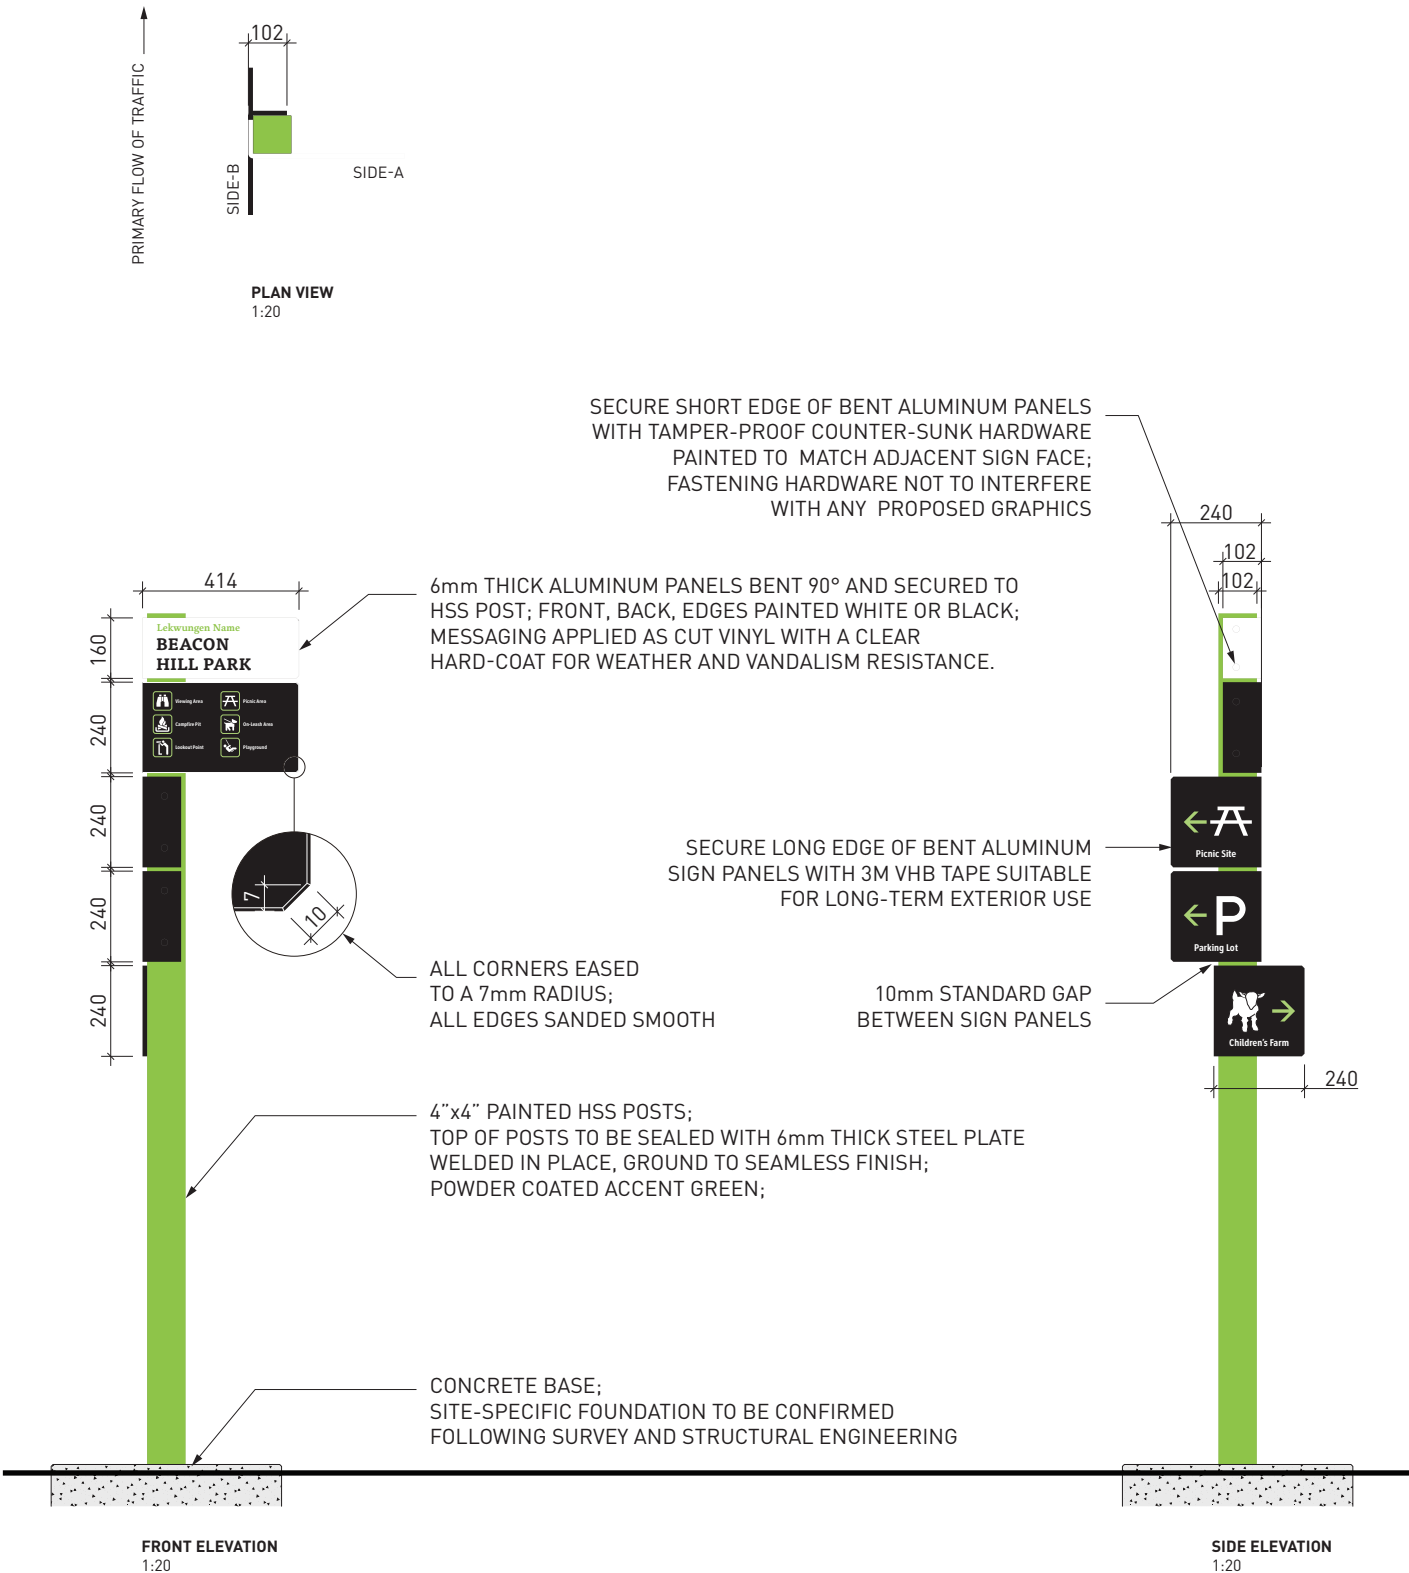 PRIMARY FLOW OF TRAFFIC
102
SIDE-B
SIDE-A
PLAN VIEW
1:20
SECURE SHORT EDGE OF BENT ALUMINUM PANELS
WITH TAMPER-PROOF COUNTER-SUNK HARDWARE
PAINTED TO MATCH ADJACENT SIGN FACE;
FASTENING HARDWARE NOT TO INTERFERE
WITH ANY PROPOSED GRAPHICS
240
102
102
414
6mm THICK ALUMINUM PANELS BENT 90° AND SECURED TO
HSS POST; FRONT, BACK, EDGES PAINTED WHITE OR BLACK;
MESSAGING APPLIED AS CUT VINYL WITH A CLEAR
HARD-COAT FOR WEATHER AND VANDALISM RESISTANCE.
160
240
240
240
240
Lekwungen Name
BEACON
HILL PARK
Viewing Area
Picnic Area
Campfire Pit
On-Leash Area
Lookout Point
Playground
7
10
SECURE LONG EDGE OF BENT ALUMINUM
SIGN PANELS WITH 3M VHB TAPE SUITABLE
FOR LONG-TERM EXTERIOR USE
Picnic Site
P
Parking Lot
ALL CORNERS EASED
TO A 7mm RADIUS;
ALL EDGES SANDED SMOOTH
10mm STANDARD GAP
BETWEEN SIGN PANELS
Children's Farm
240
4”x4” PAINTED HSS POSTS;
TOP OF POSTS TO BE SEALED WITH 6mm THICK STEEL PLATE
WELDED IN PLACE, GROUND TO SEAMLESS FINISH;
POWDER COATED ACCENT GREEN;
CONCRETE BASE;
SITE-SPECIFIC FOUNDATION TO BE CONFIRMED
FOLLOWING SURVEY AND STRUCTURAL ENGINEERING
FRONT ELEVATION
1:20
SIDE ELEVATION
1:20